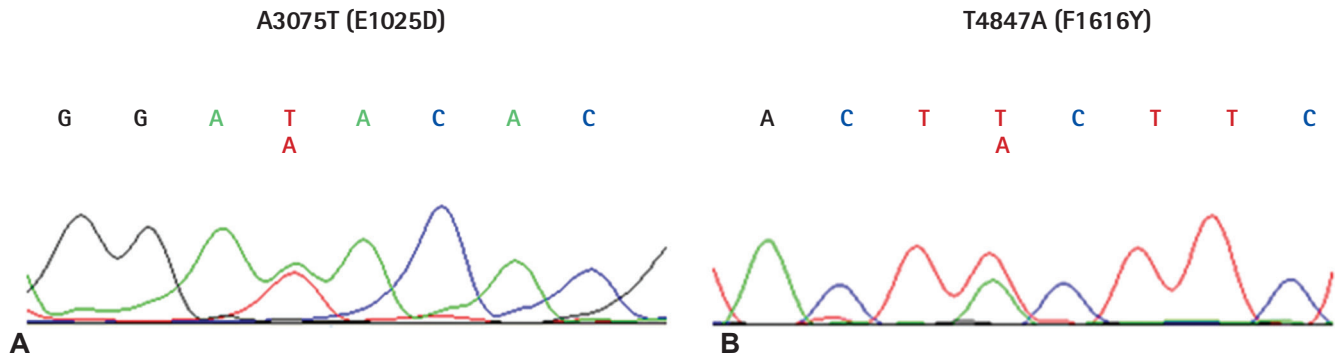 A3075T (E1025D)
G G A T A C A C
A
A
T4847A (F1616Y)
A C T T C T T C
A
B